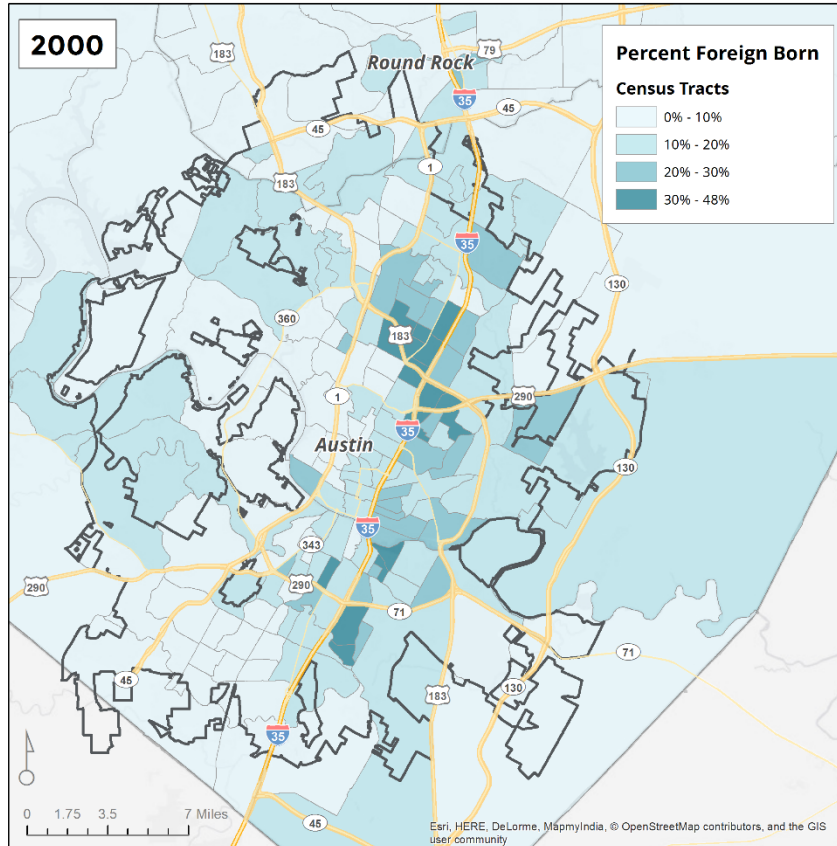 2000
183
79
Round Rock
35
45
45
Percent Foreign Born
Census Tracts
0% - 10%
10% - 20%
20% - 30%
30% - 48%
1
183
35
130
360
183
1
290
35
Austin
130
35
343
290
290
71
71
45
183
130
35
0 1.75 3.5 7 Miles
45
Esri, HERE, DeLorme, MapmyIndia, © OpenStreetMap contributors, and the GIS
user community